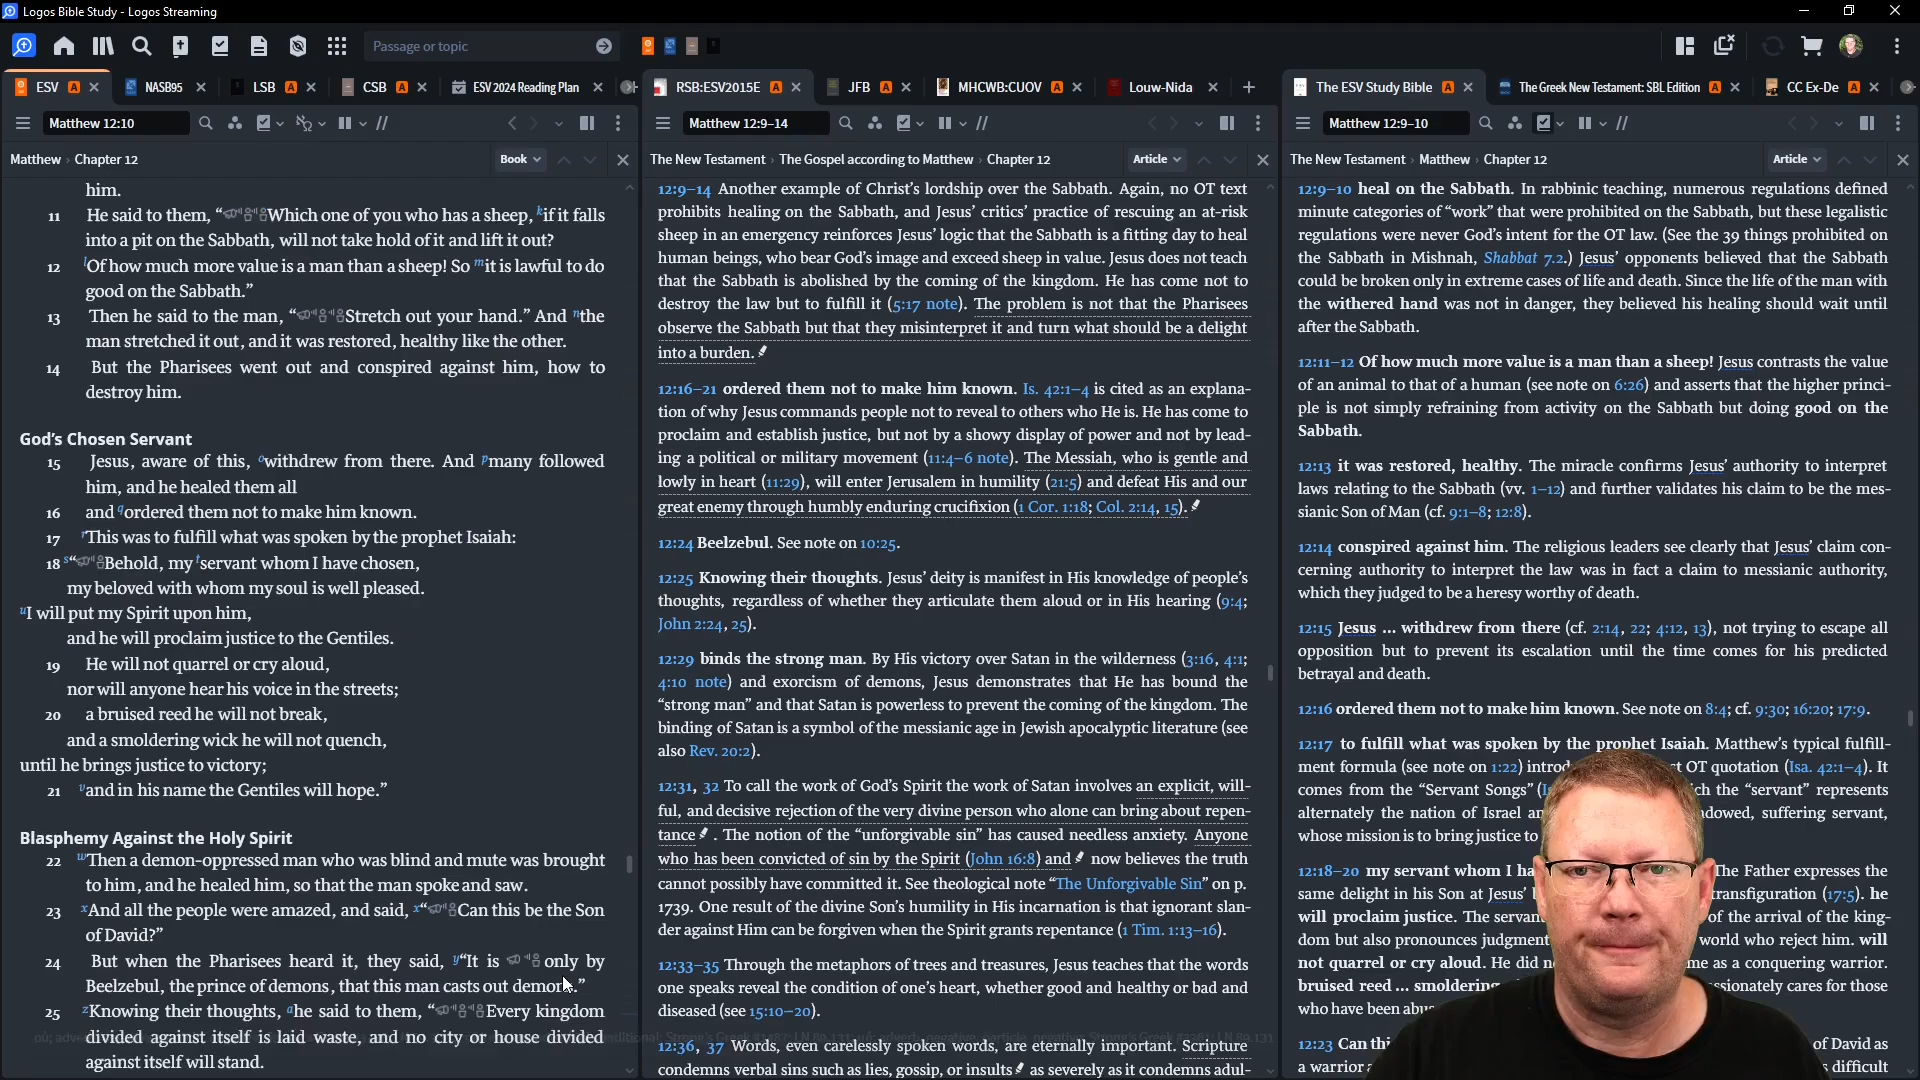 Logos Bible Study - Logos Streaming
Passage or topic
ESV A
NASB95
LSB A
CSB A
ESV 2024 Reading Plan
Matthew 12:10
Matthew › Chapter 12
Book
him.
11 He said to them, “Which one of you who has a sheep, kif it falls
into a pit on the Sabbath, will not take hold of it and lift it out?
12 lOf how much more value is a man than a sheep! So mit is lawful to do
good on the Sabbath.”
13 Then he said to the man, “Stretch out your hand.” And nthe
man stretched it out, and it was restored, healthy like the other.
14 But the Pharisees went out and conspired against him, how to
destroy him.
God’s Chosen Servant
15 Jesus, aware of this, owithdrew from there. And pmany followed
him, and he healed them all
16 and qordered them not to make him known.
17 rThis was to fulfill what was spoken by the prophet Isaiah:
18 s“Behold, my tservant whom I have chosen,
my beloved with whom my soul is well pleased.
uI will put my Spirit upon him,
and he will proclaim justice to the Gentiles.
19 He will not quarrel or cry aloud,
nor will anyone hear his voice in the streets;
20 a bruised reed he will not break,
and a smoldering wick he will not quench,
until he brings justice to victory;
21 vand in his name the Gentiles will hope.”
Blasphemy Against the Holy Spirit
22 wThen a demon-oppressed man who was blind and mute was brought
to him, and he healed him, so that the man spoke and saw.
23 xAnd all the people were amazed, and said, x“Can this be the Son
of David?”
24 But when the Pharisees heard it, they said, y“It is only by
Beelzebul, the prince of demons, that this man casts out demons.”
25 zKnowing their thoughts, ahe said to them, “Every kingdom
divided against itself is laid waste, and no city or house divided
against itself will stand.
RSB:ESV2015E A
JFB A
MHCWB:CUOV A
Louw-Nida
Matthew 12:9–14
The New Testament › The Gospel according to Matthew › Chapter 12
Article
12:9–14 Another example of Christ’s lordship over the Sabbath. Again, no OT text
prohibits healing on the Sabbath, and Jesus’ critics’ practice of rescuing an at-risk
sheep in an emergency reinforces Jesus’ logic that the Sabbath is a fitting day to heal
human beings, who bear God’s image and exceed sheep in value. Jesus does not teach
that the Sabbath is abolished by the coming of the kingdom. He has come not to
destroy the law but to fulfill it (5:17 note). The problem is not that the Pharisees
observe the Sabbath but that they misinterpret it and turn what should be a delight
into a burden.
12:16–21 ordered them not to make him known. Is. 42:1–4 is cited as an explana-
tion of why Jesus commands people not to reveal to others who He is. He has come to
proclaim and establish justice, but not by a showy display of power and not by lead-
ing a political or military movement (11:4–6 note). The Messiah, who is gentle and
lowly in heart (11:29), will enter Jerusalem in humility (21:5) and defeat His and our
great enemy through humbly enduring crucifixion (1 Cor. 1:18; Col. 2:14, 15).
12:24 Beelzebul. See note on 10:25.
12:25 Knowing their thoughts. Jesus’ deity is manifest in His knowledge of people’s
thoughts, regardless of whether they articulate them aloud or in His hearing (9:4;
John 2:24, 25).
12:29 binds the strong man. By His victory over Satan in the wilderness (3:16, 4:1;
4:10 note) and exorcism of demons, Jesus demonstrates that He has bound the
“strong man” and that Satan is powerless to prevent the coming of the kingdom. The
binding of Satan is a symbol of the messianic age in Jewish apocalyptic literature (see
also Rev. 20:2).
12:31, 32 To call the work of God’s Spirit the work of Satan involves an explicit, will-
ful, and decisive rejection of the very divine person who alone can bring about repen-
tance . The notion of the “unforgivable sin” has caused needless anxiety. Anyone
who has been convicted of sin by the Spirit (John 16:8) and now believes the truth
cannot possibly have committed it. See theological note “The Unforgivable Sin” on p.
1739. One result of the divine Son’s humility in His incarnation is that ignorant slan-
der against Him can be forgiven when the Spirit grants repentance (1 Tim. 1:13–16).
12:33–35 Through the metaphors of trees and treasures, Jesus teaches that the words
one speaks reveal the condition of one’s heart, whether good and healthy or bad and
diseased (see 15:10–20).
12:36, 37 Words, even carelessly spoken words, are eternally important. Scripture
condemns verbal sins such as lies, gossip, or insults as severely as it condemns adul-
The ESV Study Bible A
The Greek New Testament: SBL Edition A
CC Ex-De A
Matthew 12:9–10
The New Testament › Matthew › Chapter 12
Article
12:9–10 heal on the Sabbath. In rabbinic teaching, numerous regulations defined
minute categories of “work” that were prohibited on the Sabbath, but these legalistic
regulations were never God’s intent for the OT law. (See the 39 things prohibited on
the Sabbath in Mishnah, Shabbat 7.2.) Jesus’ opponents believed that the Sabbath
could be broken only in extreme cases of life and death. Since the life of the man with
the withered hand was not in danger, they believed his healing should wait until
after the Sabbath.
12:11–12 Of how much more value is a man than a sheep! Jesus contrasts the value
of an animal to that of a human (see note on 6:26) and asserts that the higher princi-
ple is not simply refraining from activity on the Sabbath but doing good on the
Sabbath.
12:13 it was restored, healthy. The miracle confirms Jesus’ authority to interpret
laws relating to the Sabbath (vv. 1–12) and further validates his claim to be the mes-
sianic Son of Man (cf. 9:1–8; 12:8).
12:14 conspired against him. The religious leaders see clearly that Jesus’ claim con-
cerning authority to interpret the law was in fact a claim to messianic authority,
which they judged to be a heresy worthy of death.
12:15 Jesus ... withdrew from there (cf. 2:14, 22; 4:12, 13), not trying to escape all
opposition but to prevent its escalation until the time comes for his predicted
betrayal and death.
12:16 ordered them not to make him known. See note on 8:4; cf. 9:30; 16:20; 17:9.
12:17 to fulfill what was spoken by the prophet Isaiah. Matthew’s typical fulfill-
ment formula (see note on 1:22) OT quotation (Isa. 42:1–4). It
comes from the “Servant Songs” the “servant” represents
alternately the nation of Israel suffering servant,
whose mission is to bring justice to
12:18–20 my servant whom I The Father expresses the
same delight in his Son at Jesus’ (17:5). he
will proclaim justice. The of the arrival of the king-
dom but also pronounces judgment world who reject him. will
not quarrel or cry aloud. He did as a conquering warrior.
bruised reed ... cares for those
who have been
12:23 Can of David as
a difficult